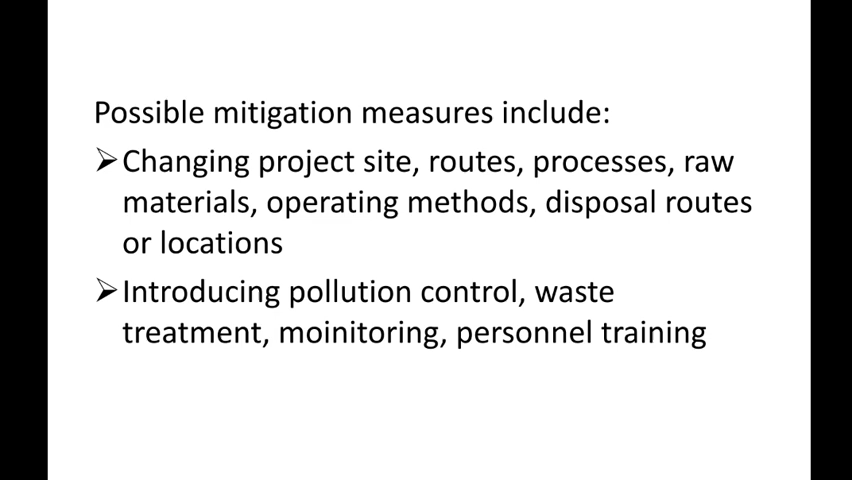 Possible mitigation measures include:
➢Changing project site, routes, processes, raw
materials, operating methods, disposal routes
or locations
➢Introducing pollution control, waste
treatment, moinitoring, personnel training